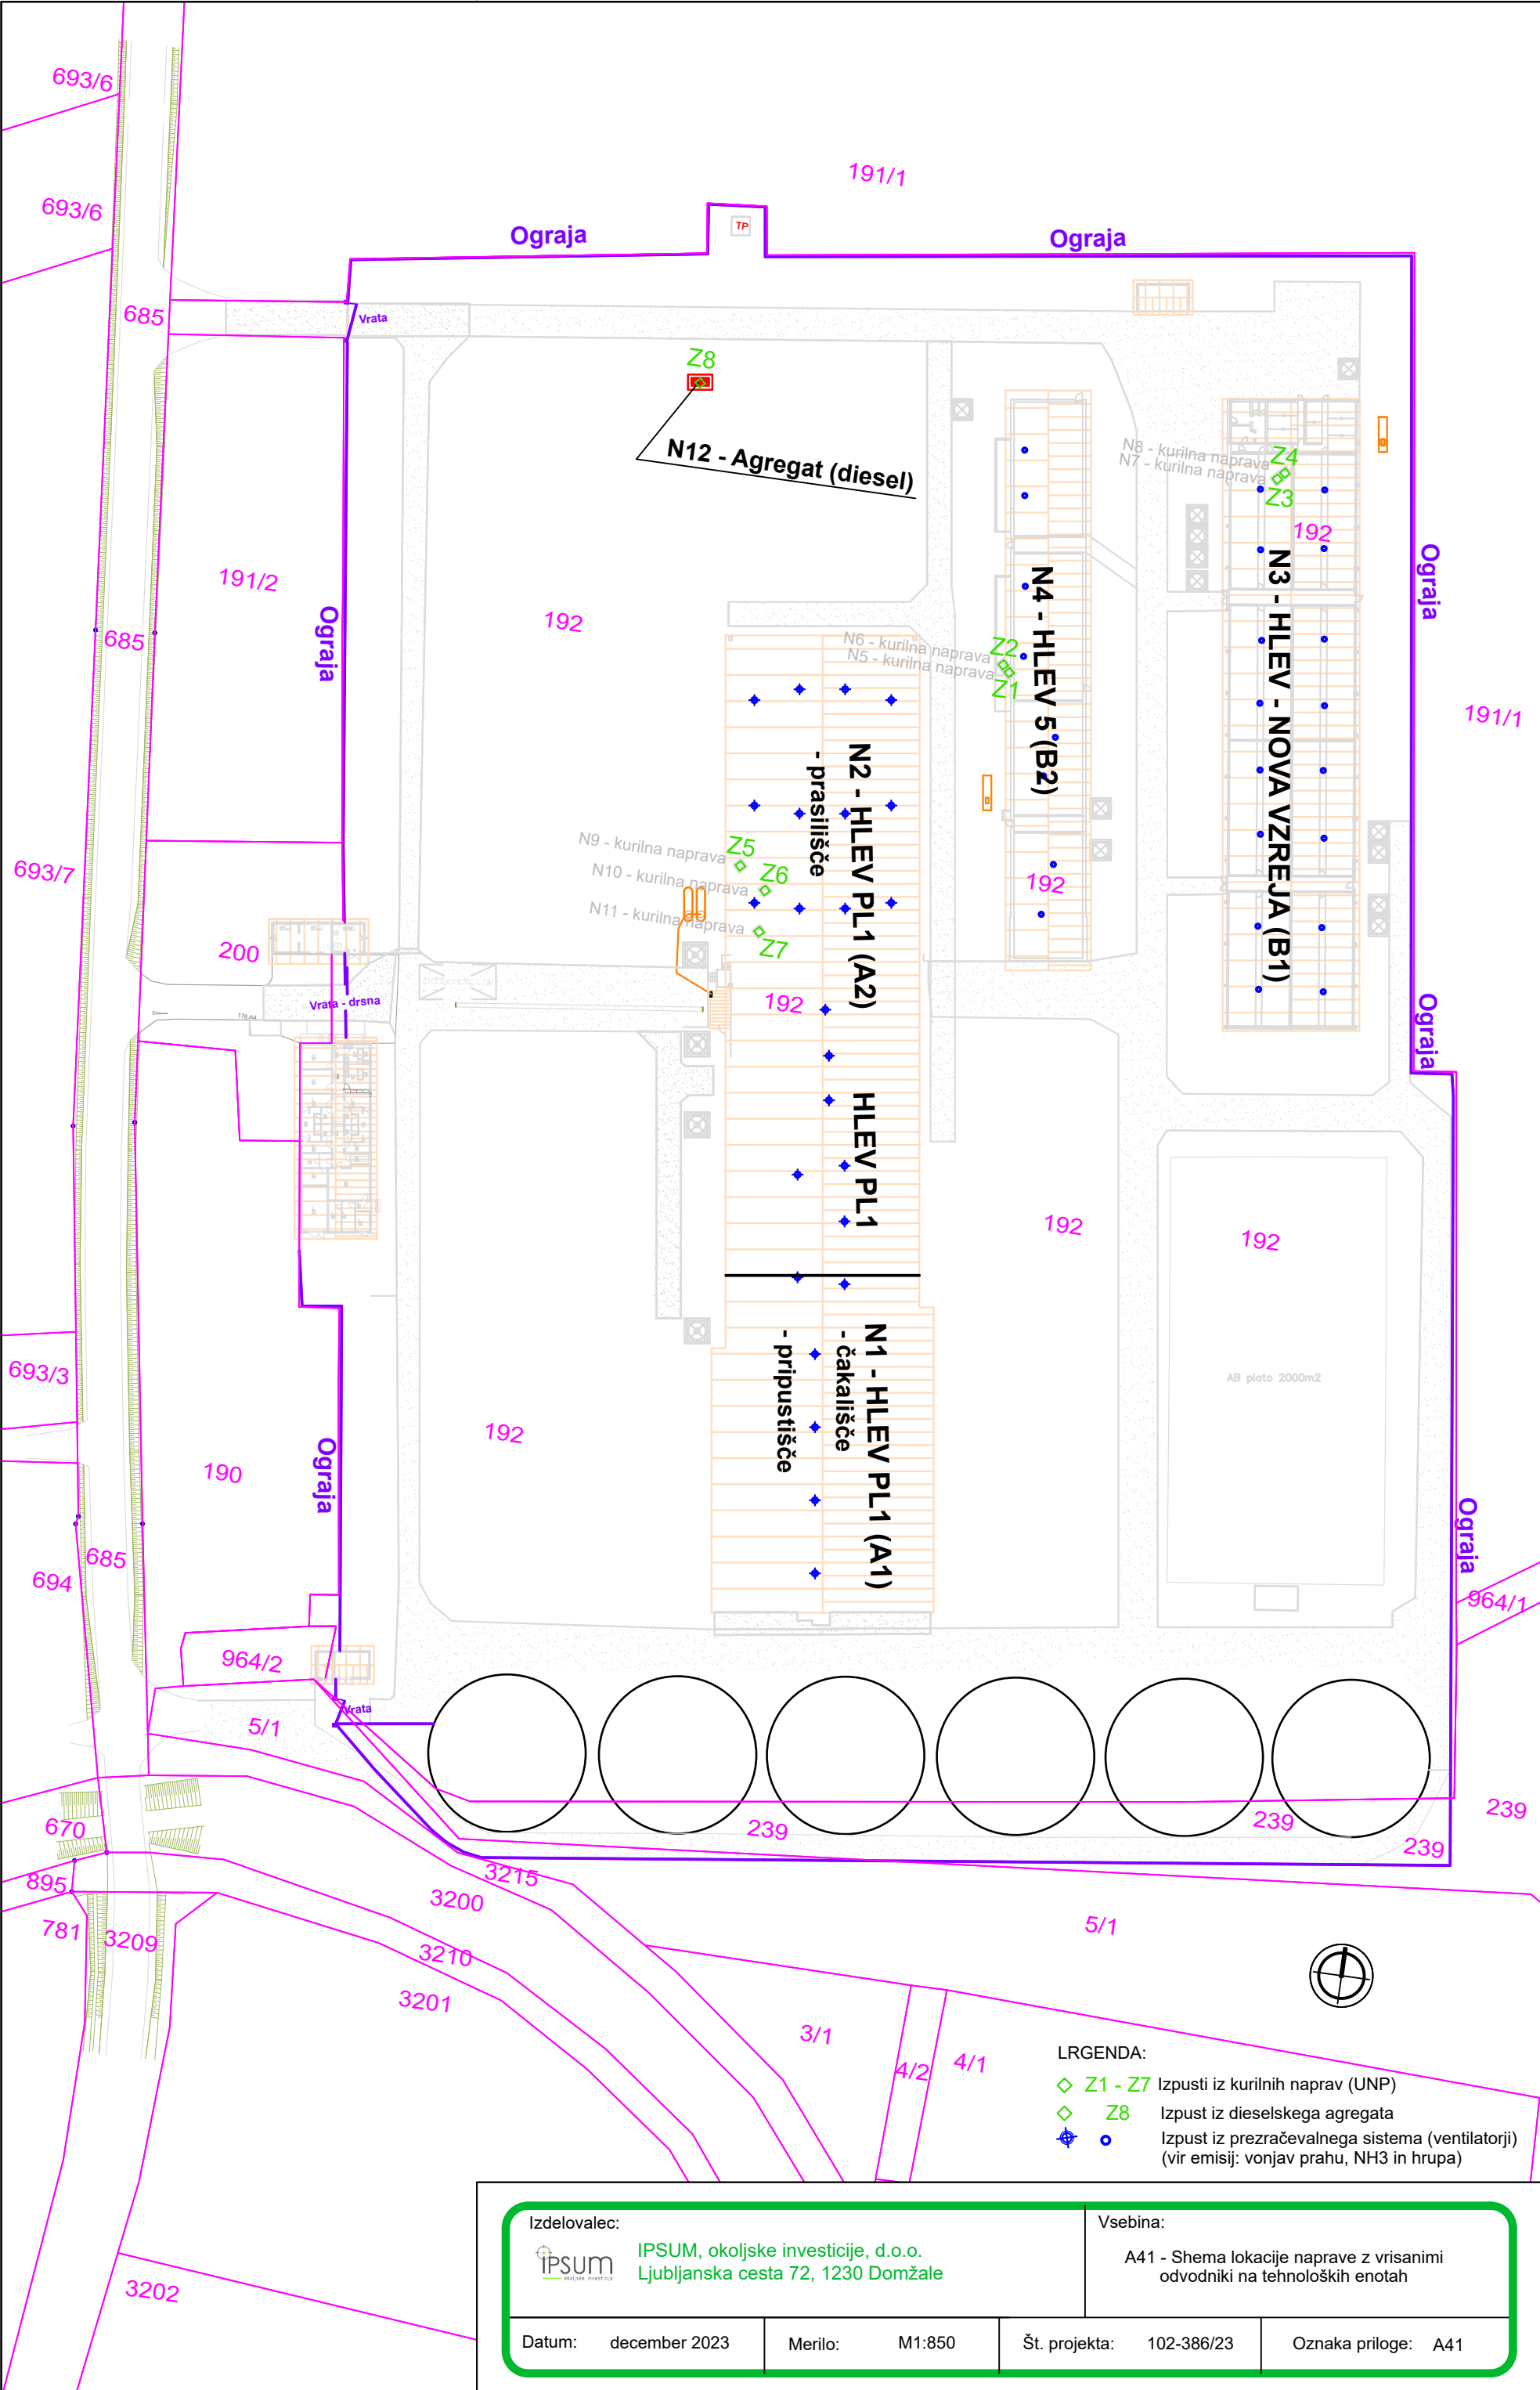 693/6
191/1
693/6
Ograja
TP
Ograja
685
Vrata
Z8
N12 - Agregat (diesel)
N8 - kurilna naprava
N7 - kurilna naprava
Z4
Z3
192
Ograja
191/2
192
Ograja
685
N6 - kurilna naprava
N5 - kurilna naprava
Z2
Z1
N4 - HLEV 5 (B2)
N3 - HLEV - NOVA VZREJA (B1)
191/1
N2 - HLEV PL1 (A2)
- prasilišče
N9 - kurilna naprava
Z5
N10 - kurilna naprava
Z6
N11 - kurilna naprava
Z7
693/7
192
200
INTERVENCIJA
Vrata - drsna
192
178.64
Ograja
HLEV PL1
192
192
693/3
N1 - HLEV PL1 (A1)
- čakališče
- pripustišče
AB plato 2000m2
192
190
Ograja
Ograja
685
694
964/1
964/2
Vrata
5/1
670
239
239
239
239
895
3215
3200
781
3209
5/1
3210
3201
3/1
4/2
4/1
LRGENDA:
Z1 - Z7 Izpusti iz kurilnih naprav (UNP)
Z8 Izpust iz dieselskega agregata
Izpust iz prezračevalnega sistema (ventilatorji)
(vir emisij: vonjav prahu, NH3 in hrupa)
3202
Izdelovalec:
ipsum
okoljske investicije
IPSUM, okoljske investicije, d.o.o.
Ljubljanska cesta 72, 1230 Domžale
Vsebina:
A41 - Shema lokacije naprave z vrisanimi
odvodniki na tehnoloških enotah
Datum: december 2023
Merilo: M1:850
Št. projekta: 102-386/23
Oznaka priloge: A41